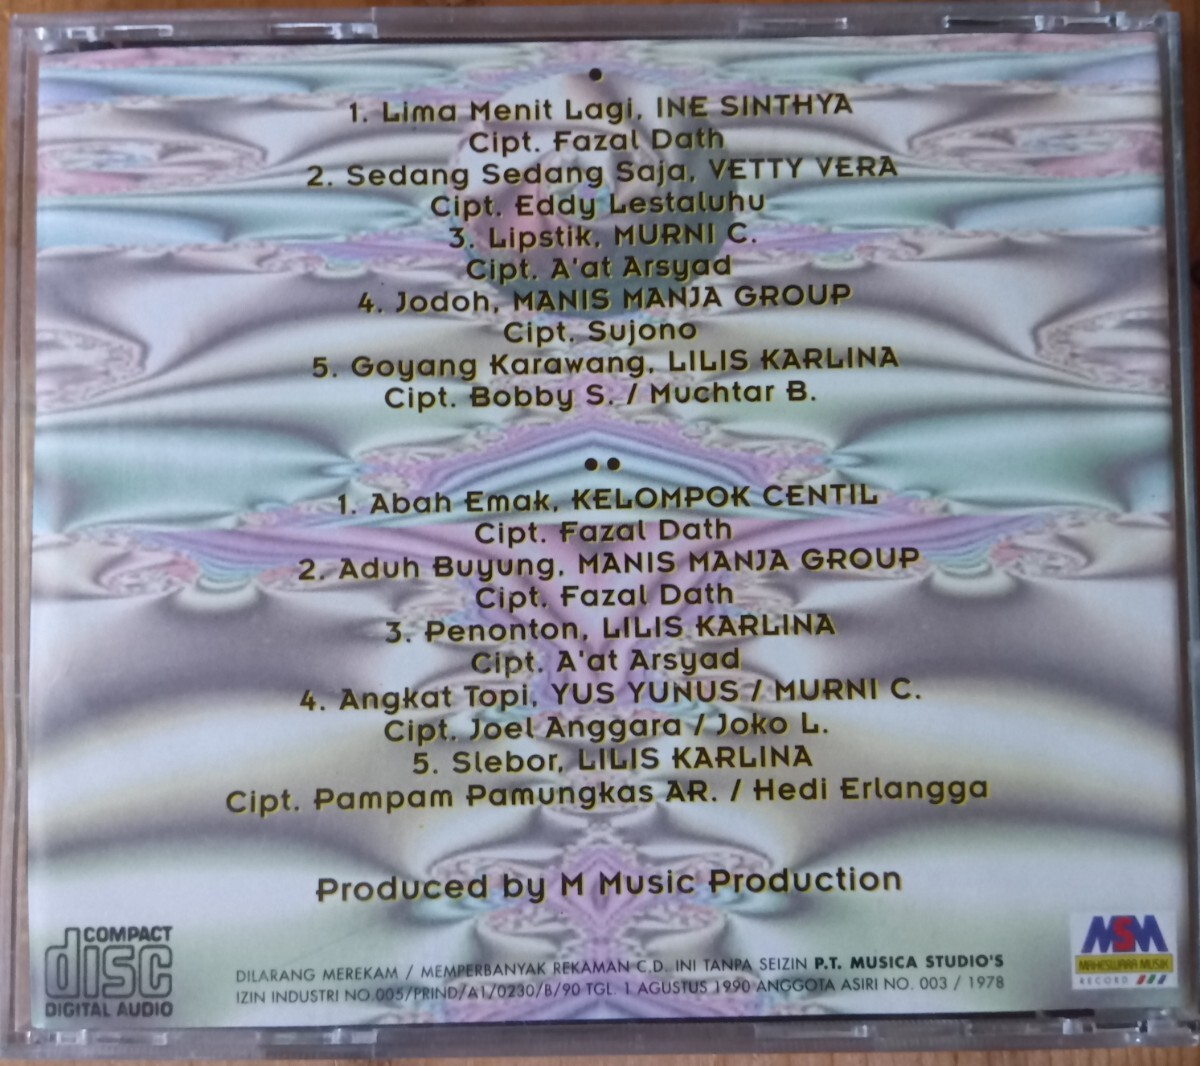 •
1. Lima Menit Lagi, INE SINTHYA
Cipt. Fazal Dath
2. Sedang Sedang Saja, VETTY VERA
Cipt. Eddy Lestaluhu
3. Lipstik, MURNI C.
Cipt. A'at Arsyad
4. Jodoh, MANIS MANJA GROUP
Cipt. Sujono
5. Goyang Karawang, LILIS KARLINA
Cipt. Bobby S. / Muchtar B.
••
1. Abah Emak, KELOMPOK CENTIL
Cipt. Fazal Dath
2. Aduh Buyung, MANIS MANJA GROUP
Cipt. Fazal Dath
3. Penonton, LILIS KARLINA
Cipt. A'at Arsyad
4. Angkat Topi, YUS YUNUS / MURNI C.
Cipt. Joel Anggara / Joko L.
5. Slebor, LILIS KARLINA
Cipt. Pampam Pamungkas AR. / Hedi Erlangga
Produced by M Music Production
COMPACT
disc
DIGITAL AUDIO
DILARANG MEREKAM / MEMPERBANYAK REKAMAN C.D. INI TANPA SEIZIN P.T. MUSICA STUDIO'S
IZIN INDUSTRI NO.005/PRIND/A1/0230/B/90 TGL. 1 AGUSTUS 1990 ANGGOTA ASIRI NO. 003 / 1978
MSM
MAHESWARA MUSIK
RECORD